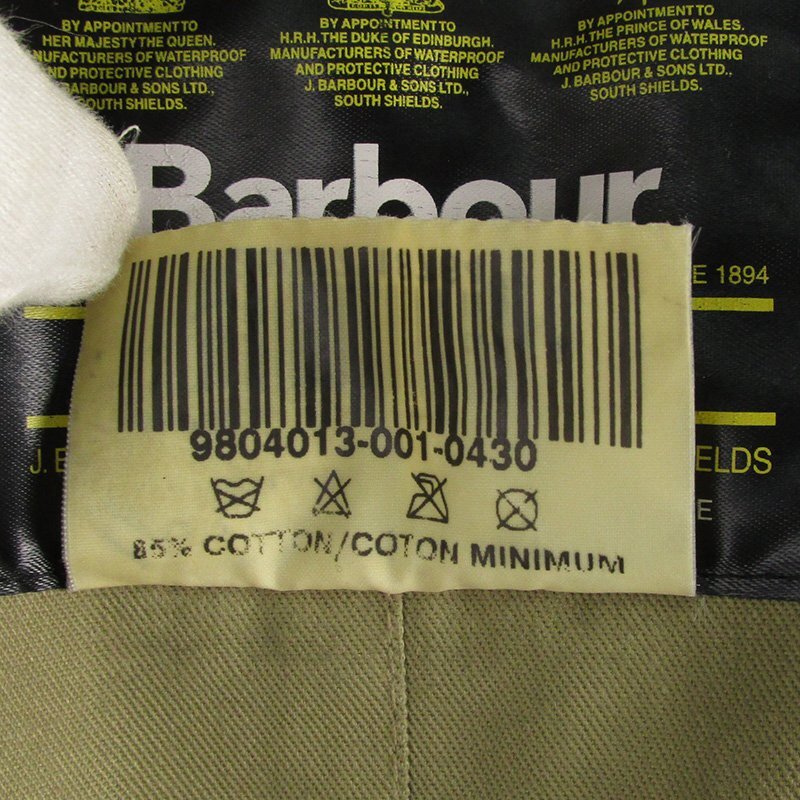 BY APPOINTMENT TO
HER MAJESTY THE QUEEN.
MANUFACTURERS OF WATERPROOF
AND PROTECTIVE CLOTHING
J. BARBOUR & SONS LTD.,
SOUTH SHIELDS.
BY APPOINTMENT TO
H.R.H. THE DUKE OF EDINBURGH.
MANUFACTURERS OF WATERPROOF
AND PROTECTIVE CLOTHING
J. BARBOUR & SONS LTD.,
SOUTH SHIELDS.
BY APPOINTMENT TO
H.R.H. THE PRINCE OF WALES.
MANUFACTURERS OF WATERPROOF
AND PROTECTIVE CLOTHING
J. BARBOUR & SONS LTD.,
SOUTH SHIELDS.
Barbour
1894
9804013-001-0430
J.
85% COTTON/COTON MINIMUM